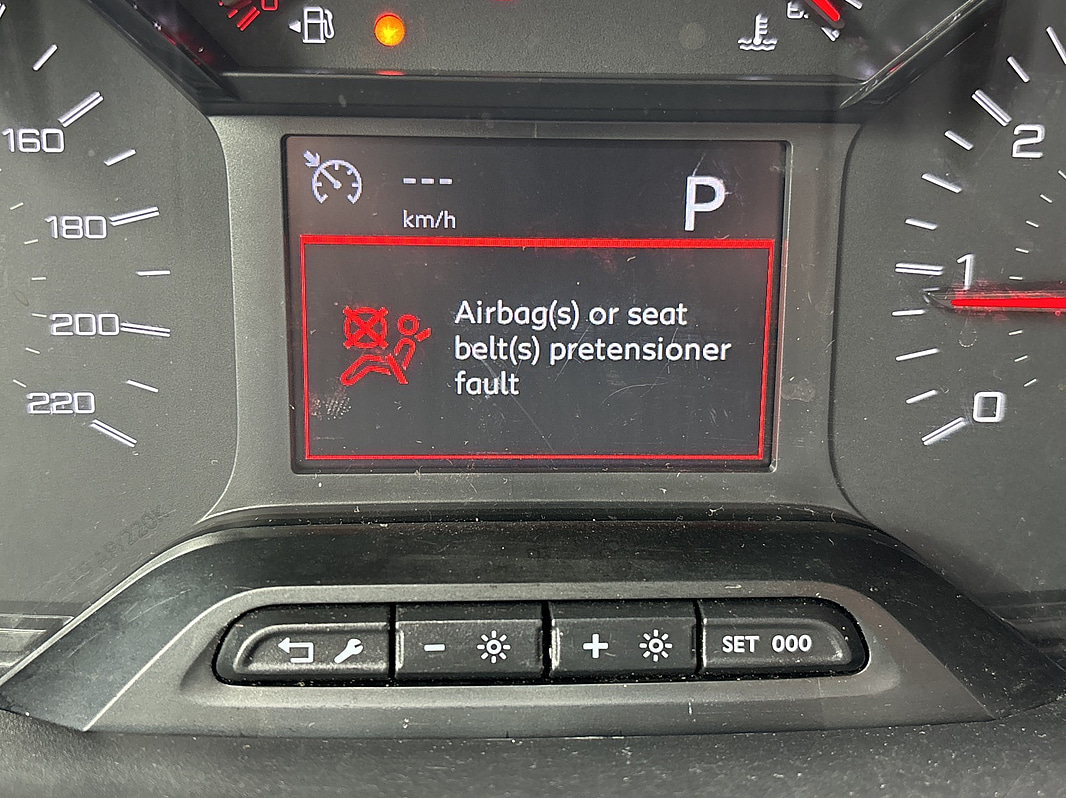 160
180
200
220
km/h
P
Airbag(s) or seat
belt(s) pretensioner
fault
2
1
0
SET 000